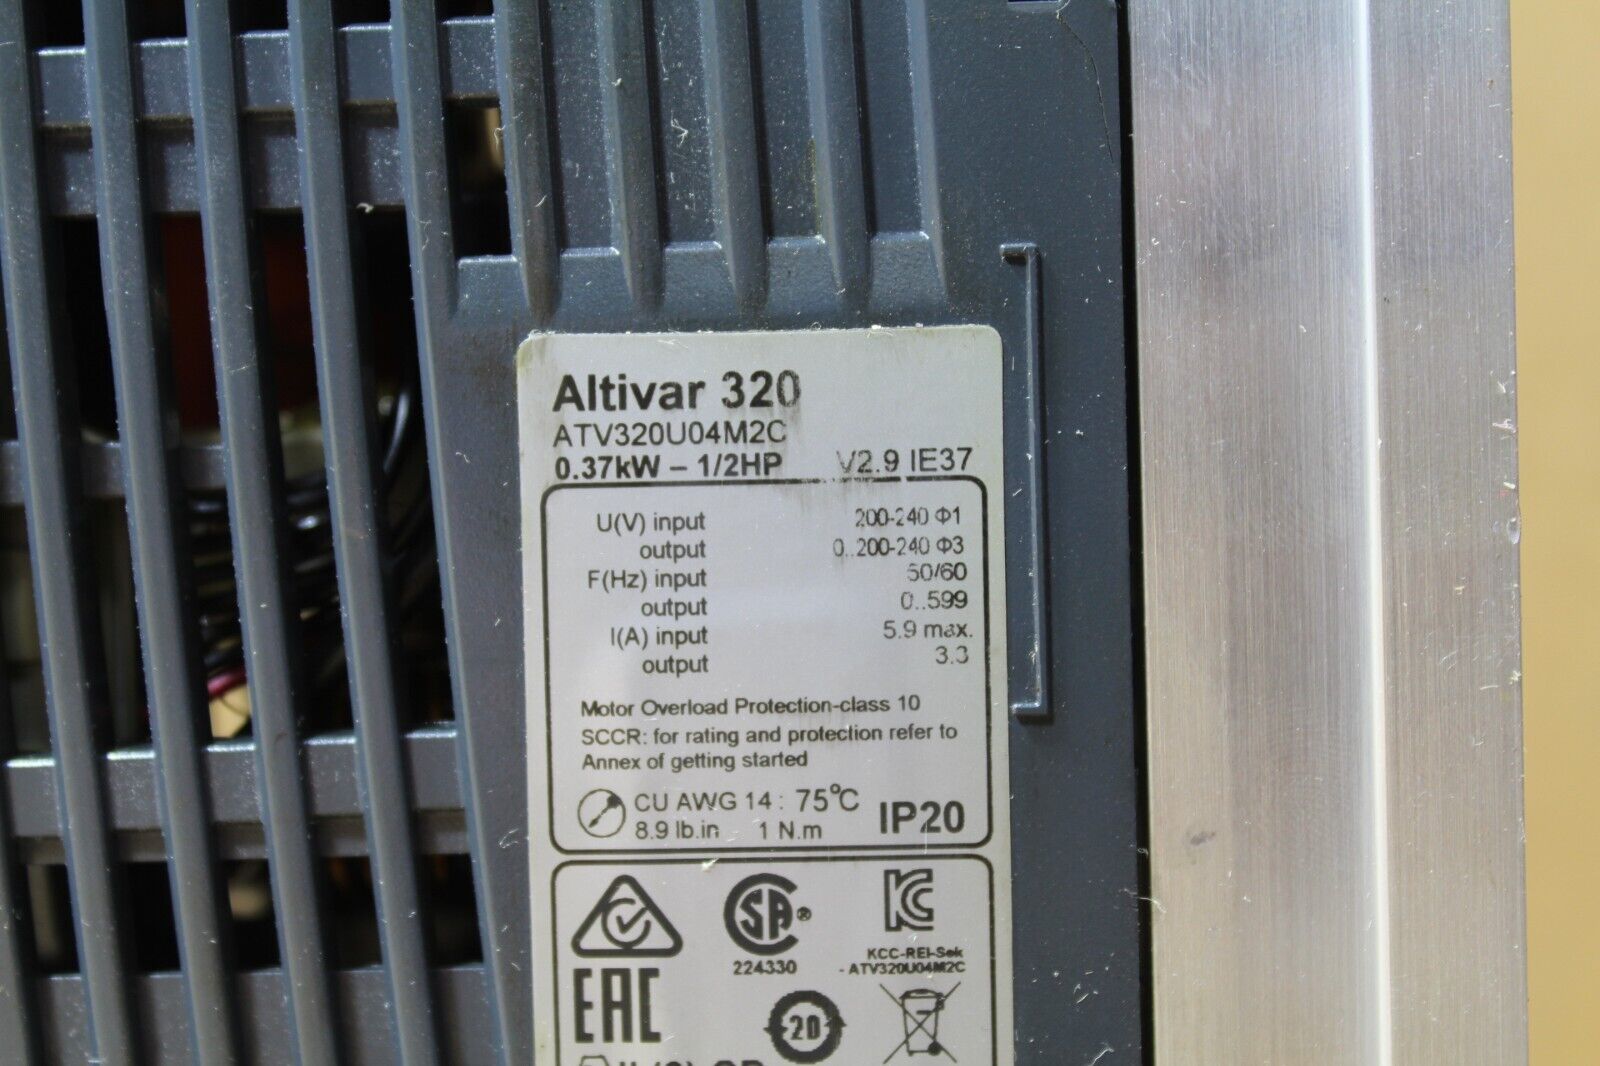 Altivar 320
ATV320U04M2C
0.37kW – 1/2HP V2.9 IE37
U(V) input 200-240 Φ1
output 0..200-240 Φ3
F(Hz) input 50/60
output 0..599
I(A) input 5.9 max.
output 3.3
Motor Overload Protection-class 10
SCCR: for rating and protection refer to
Annex of getting started
CU AWG 14 : 75°C
8.9 lb.in 1 N.m IP20
SA ® KC
224330 KCC-REI-Sek
- ATV320U04M2C
EAC
20